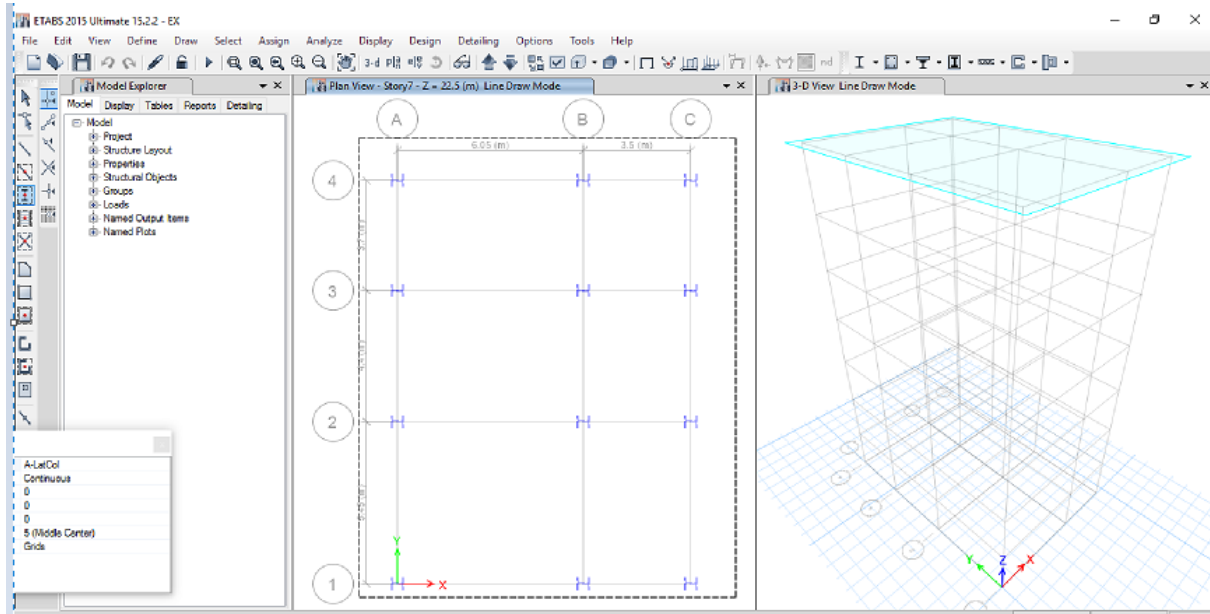 ETABS 2015 Ultimate 15.2.2 - EX
File Edit View Define Draw Select Assign Analyze Display Design Detailing Options Tools Help
3-d
nd
Model Explorer
Model Display Tables Reports Detailing
Model
Project
Structure Layout
Properties
Structural Objects
Groups
Loads
Named Output Items
Named Plots
A-LatCol
Continuous
0
0
0
5 (Middle Center)
Grids
Plan View - Story7 - Z = 22.5 (m) Line Draw Mode
A B C
6.05 (m) 3.5 (m)
4
3
2
1
Y
X
3-D View Line Draw Mode
Y Z X